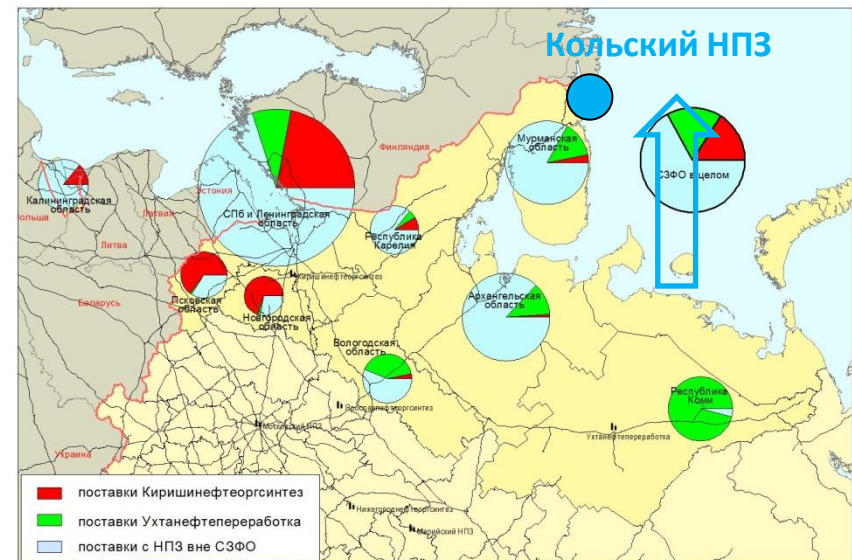 Кольский НПЗ
Финляндия
Мурманская
область
СЗФО в целом
Эстония
Калининградская
область
Польша
Латвия
Литва
СПб и Ленинградская
область
Республика
Карелия
Беларусь
Псковская
область
Киришинефтеоргсинтез
Новгородская
область
Архангельская
область
Вологодская
область
Ярославнефтеоргсинтез
Московский НПЗ
Республика
Коми
Ухтанефтепереработка
Украина
поставки Киришинефтеоргсинтез
поставки Ухтанефтепереработка
поставки с НПЗ вне СЗФО
Нижегороднефтеоргсинтез
Марийский НПЗ